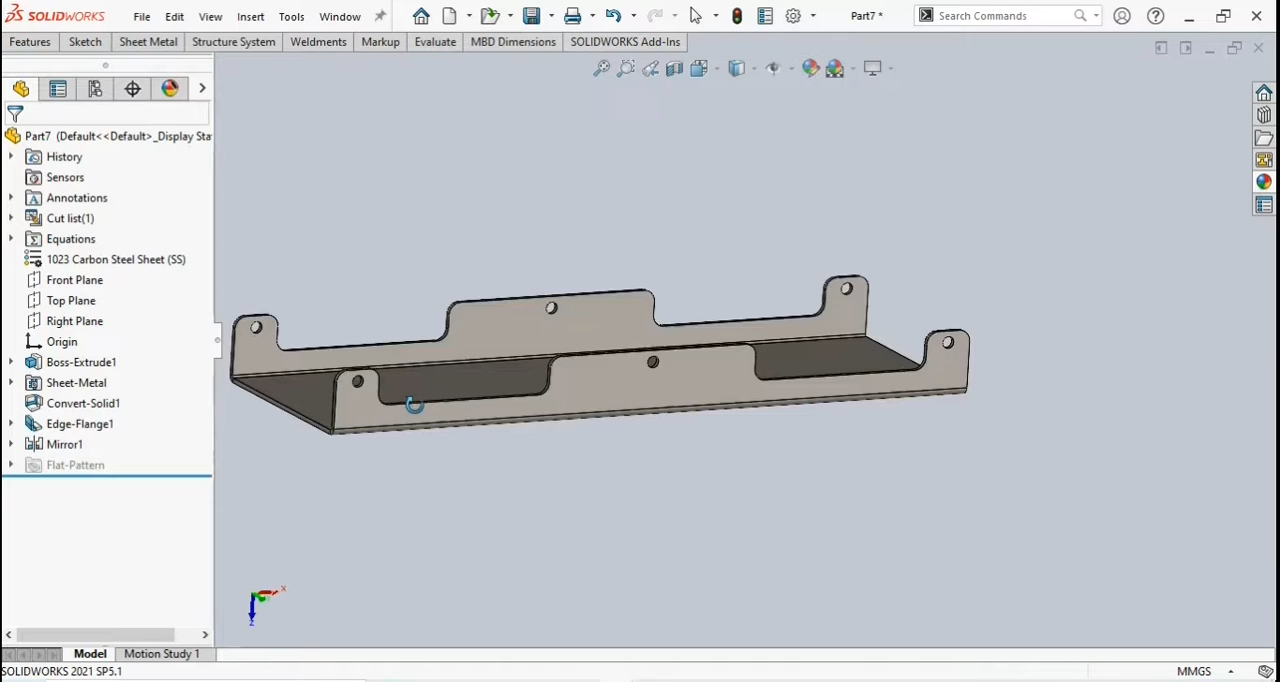 SOLIDWORKS
File
Edit
View
Insert
Tools
Window
Part7 *
Search Commands
Features
Sketch
Sheet Metal
Structure System
Weldments
Markup
Evaluate
MBD Dimensions
SOLIDWORKS Add-Ins
Part7 (Default<<Default>_Display Sta
History
Sensors
Annotations
Cut list(1)
Equations
1023 Carbon Steel Sheet (SS)
Front Plane
Top Plane
Right Plane
Origin
Boss-Extrude1
Sheet-Metal
Convert-Solid1
Edge-Flange1
Mirror1
Flat-Pattern
X
Z
Model
Motion Study 1
SOLIDWORKS 2021 SP5.1
MMGS